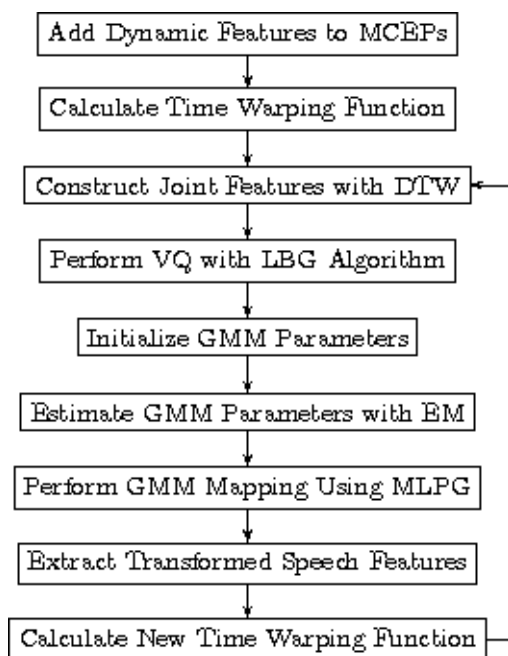 Add Dynamic Features to MCEPs
Calculate Time Warping Function
Construct Joint Features with DTW
Perform VQ with LBG Algorithm
Initialize GMM Parameters
Estimate GMM Parameters with EM
Perform GMM Mapping Using MLPG
Extract Transformed Speech Features
Calculate New Time Warping Function